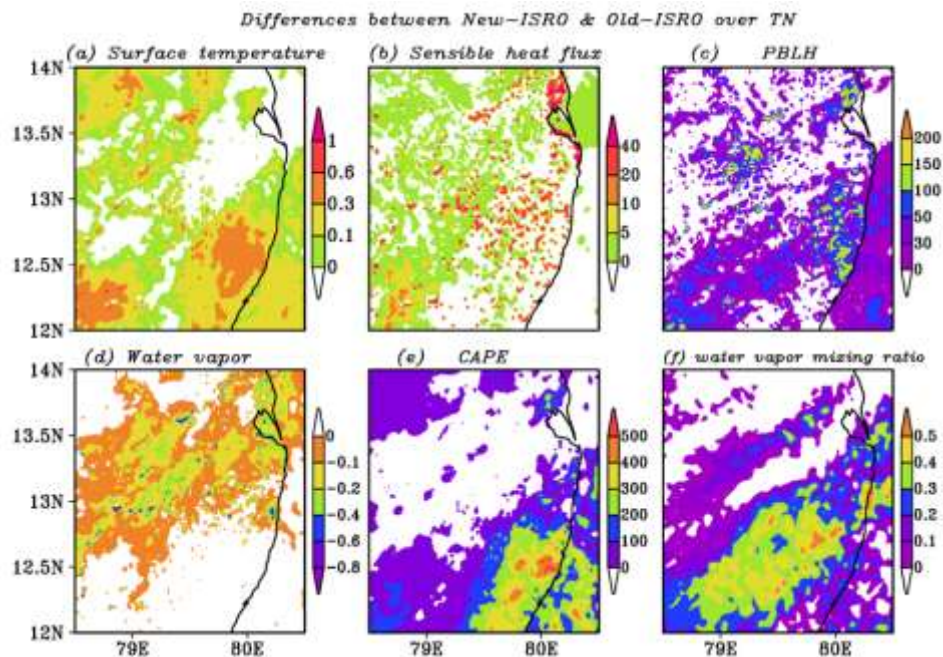 Differences between New-ISRO & Old-ISRO over TN
(a) Surface temperature
(b) Sensible heat flux
(c) PBLH
14N
13.5N
13N
12.5N
12N
1
0.6
0.3
0.1
0
40
20
10
5
0
200
150
100
50
30
0
(d) Water vapor
(e) CAPE
(f) water vapor mixing ratio
14N
13.5N
13N
12.5N
12N
0
-0.1
-0.2
-0.4
-0.6
-0.8
500
400
300
200
100
0
0.5
0.4
0.3
0.2
0.1
0
79E 80E
79E 80E
79E 80E